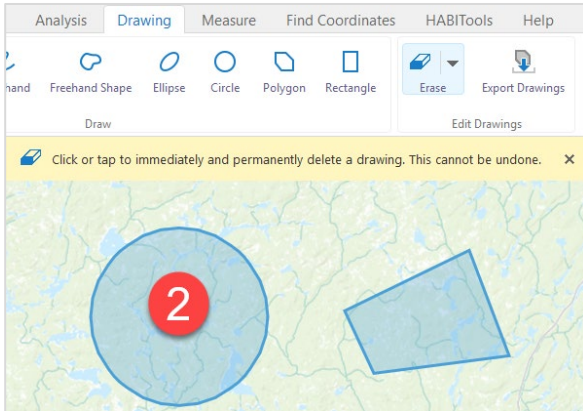 Analysis Drawing Measure Find Coordinates HABITools Help
hand Freehand Shape Ellipse Circle Polygon Rectangle Erase Export Drawings
Draw Edit Drawings
Click or tap to immediately and permanently delete a drawing. This cannot be undone. ×
2